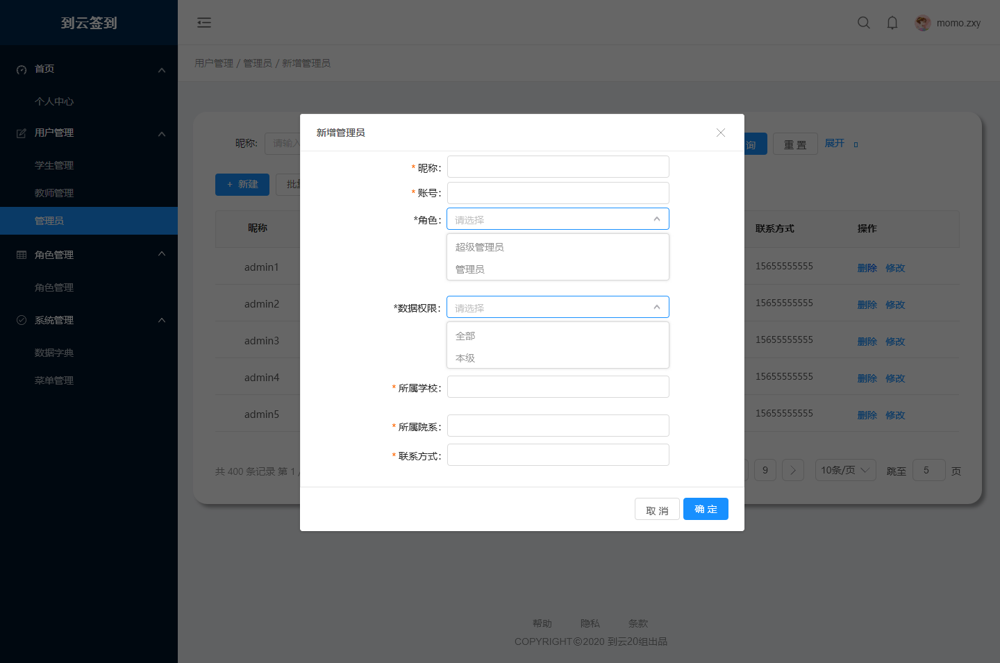 到云签到
momo.zxy
首页
个人中心
用户管理
学生管理
教师管理
管理员
角色管理
角色管理
系统管理
数据字典
菜单管理
用户管理 / 管理员 / 新增管理员
昵称:
请输入
询
重 置
展开
+ 新建
批量
昵称
联系方式
操作
admin1
15655555555
删除 修改
admin2
15655555555
删除 修改
admin3
15655555555
删除 修改
admin4
15655555555
删除 修改
admin5
15655555555
删除 修改
共 400 条记录 第 1 /
9
10条/页
跳至
5
页
新增管理员
* 昵称:
* 账号:
*角色:
请选择
超级管理员
管理员
*数据权限:
请选择
全部
本级
* 所属学校:
* 所属院系:
* 联系方式:
取 消
确 定
帮助 隐私 条款
COPYRIGHT©2020 到云20组出品